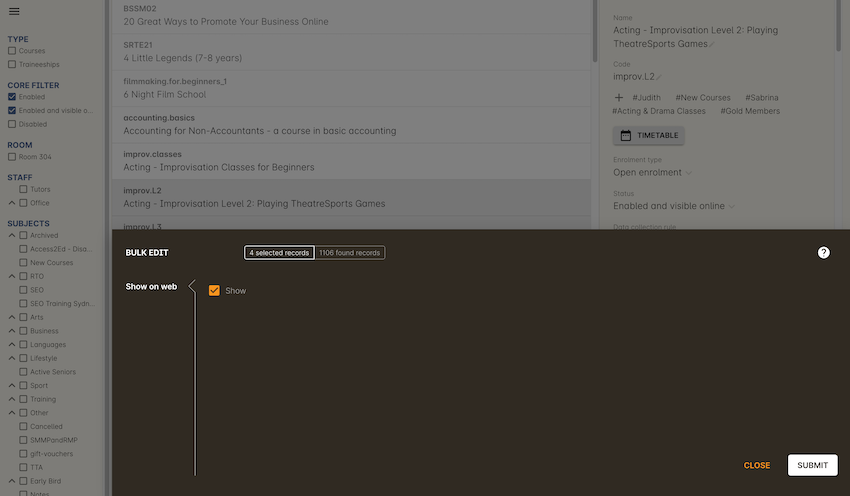 TYPE
Courses
Traineeships
CORE FILTER
Enabled
Enabled and visible o...
Disabled
ROOM
Room 304
STAFF
Tutors
Office
SUBJECTS
Archived
Access2Ed - Disa...
New Courses
RTO
SEO
SEO Training Sydn...
Arts
Business
Languages
Lifestyle
Active Seniors
Sport
Training
Other
Cancelled
SMMPandRMP
gift-vouchers
TTA
Early Bird
Notes
BSSM02
20 Great Ways to Promote Your Business Online
SRTE21
4 Little Legends (7-8 years)
filmmaking.for.beginners_1
6 Night Film School
accounting.basics
Accounting for Non-Accountants - a course in basic accounting
improv.classes
Acting - Improvisation Classes for Beginners
improv.L2
Acting - Improvisation Level 2: Playing TheatreSports Games
improv.L3
Name
Acting - Improvisation Level 2: Playing
TheatreSports Games
Code
improv.L2
#Judith #New Courses #Sabrina
#Acting & Drama Classes #Gold Members
TIMETABLE
Enrolment type
Open enrolment
Status
Enabled and visible online
Data collection rule
BULK EDIT
4 selected records 1106 found records
?
Show on web
Show
CLOSE
SUBMIT